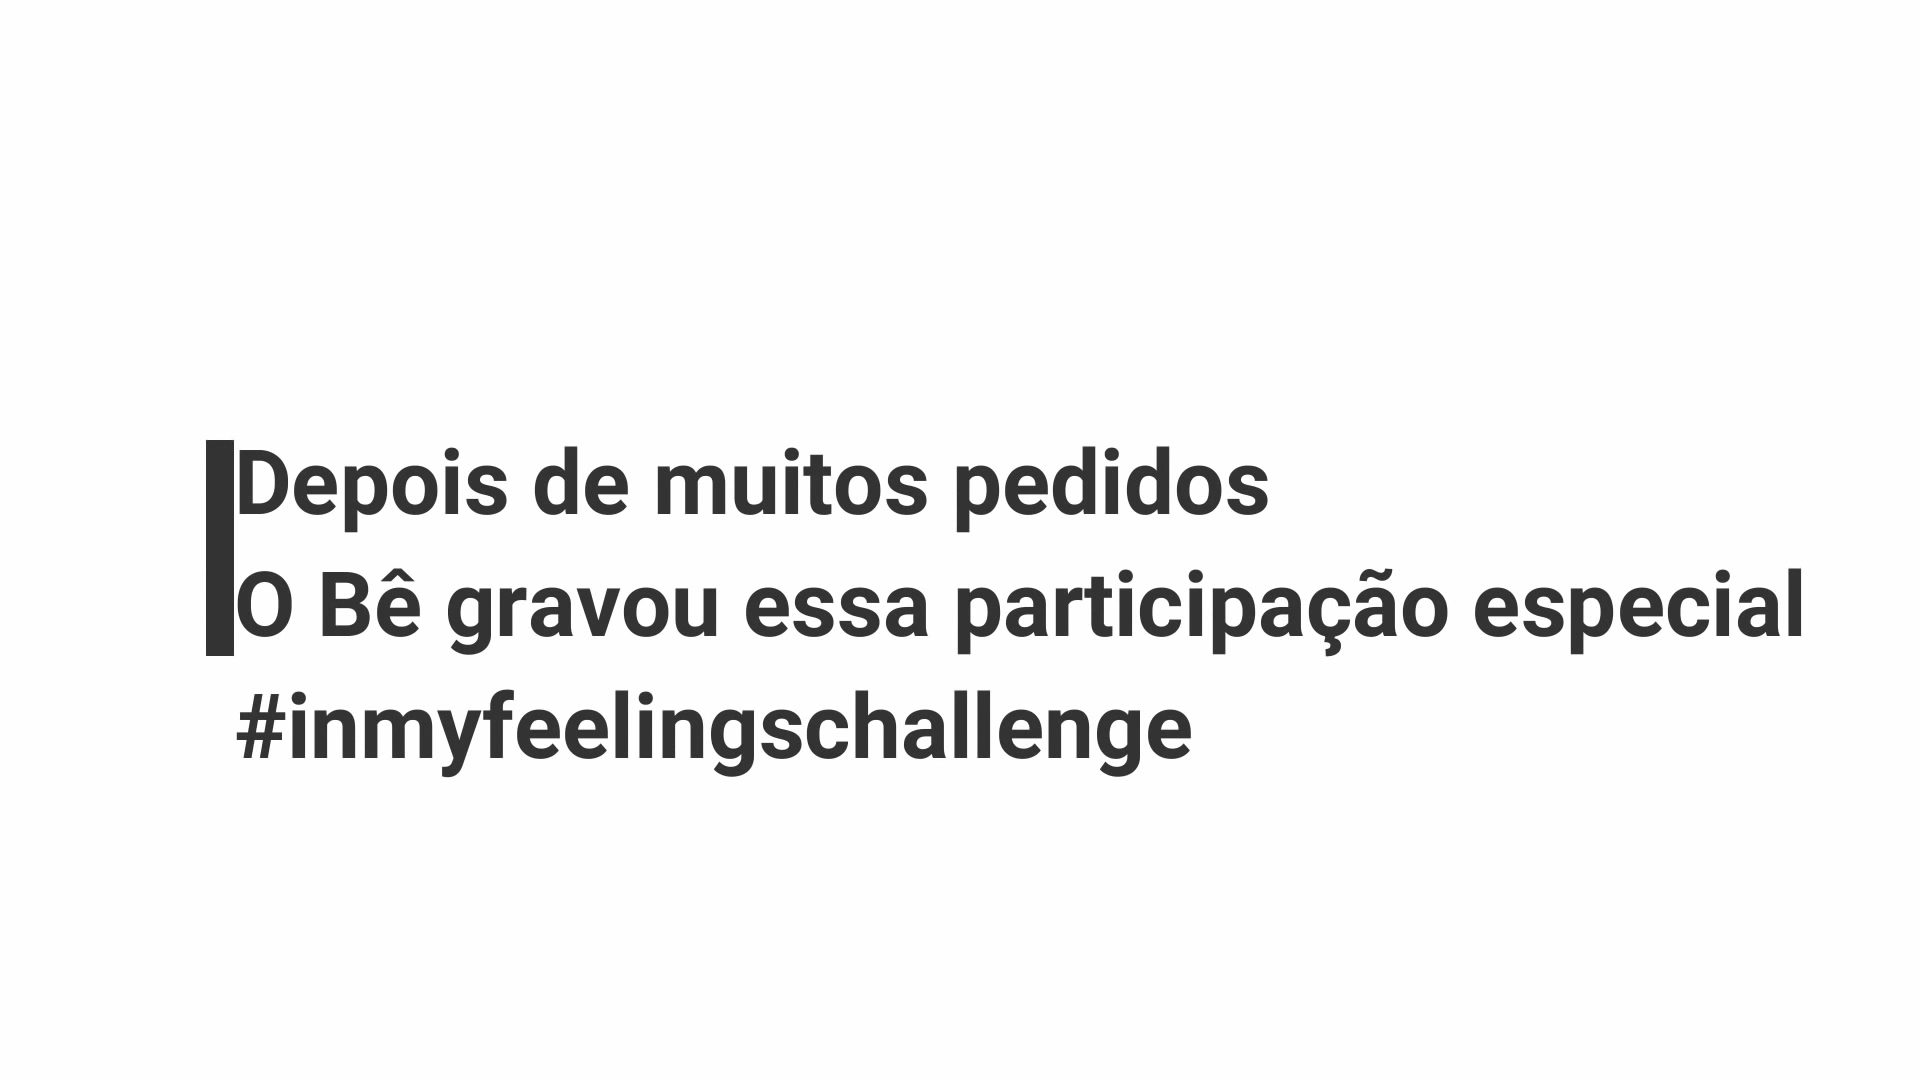 Depois de muitos pedidos
O Bê gravou essa participação especial
#inmyfeelingschallenge